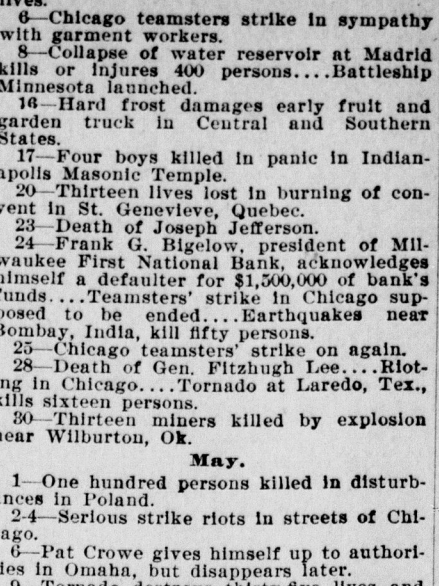 lives.
6—Chicago teamsters strike in sympathy
with garment workers.
8—Collapse of water reservoir at Madrid
kills or injures 400 persons....Battleship
Minnesota launched.
16—Hard frost damages early fruit and
garden truck in Central and Southern
States.
17—Four boys killed in panic in Indian-
apolis Masonic Temple.
20—Thirteen lives lost in burning of con-
vent in St. Genevieve, Quebec.
23—Death of Joseph Jefferson.
24—Frank G. Bigelow, president of Mil-
waukee First National Bank, acknowledges
himself a defaulter for $1,500,000 of bank's
funds....Teamsters' strike in Chicago sup-
posed to be ended....Earthquakes near
Bombay, India, kill fifty persons.
25—Chicago teamsters' strike on again.
28—Death of Gen. Fitzhugh Lee....Riot-
ing in Chicago....Tornado at Laredo, Tex.,
kills sixteen persons.
30—Thirteen miners killed by explosion
near Wilburton, Ok.
May.
1—One hundred persons killed in disturb-
ances in Poland.
2-4—Serious strike riots in streets of Chi-
cago.
6—Pat Crowe gives himself up to authori-
ties in Omaha, but disappears later.